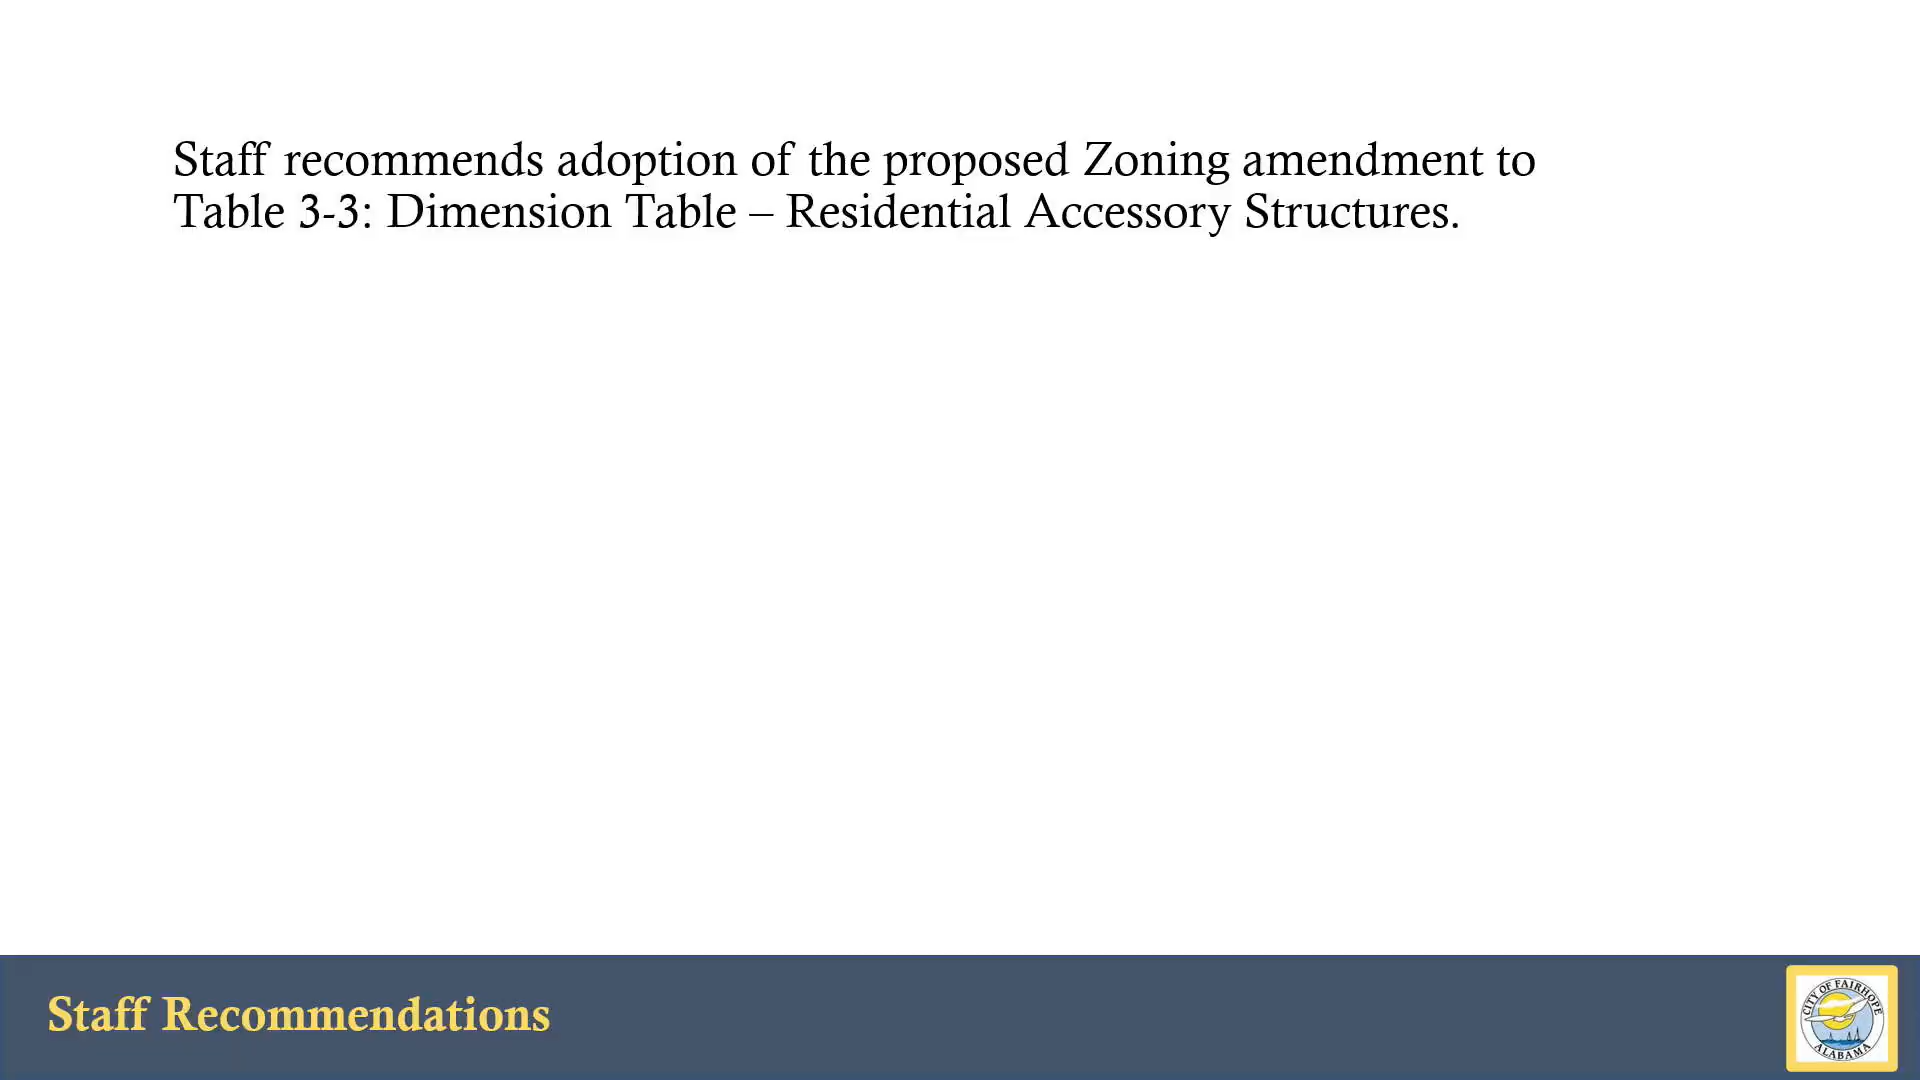 Staff recommends adoption of the proposed Zoning amendment to
Table 3-3: Dimension Table – Residential Accessory Structures.
Staff Recommendations
CITY OF FAIRHOPE
ALABAMA